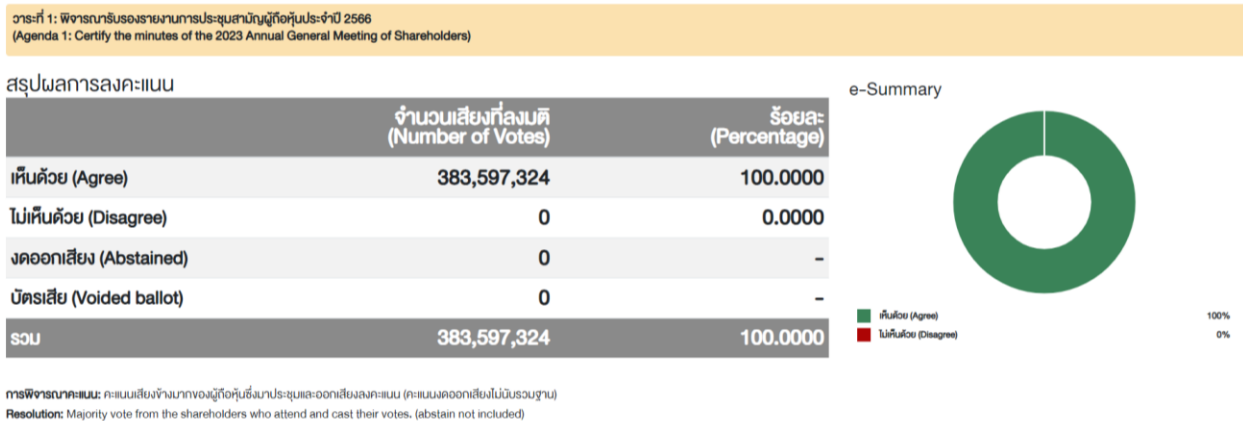 วาระที่ 1: พิจารณารับรองรายงานการประชุมสามัญผู้ถือหุ้นประจำปี 2566
(Agenda 1: Certify the minutes of the 2023 Annual General Meeting of Shareholders)
สรุปผลการลงคะแนน
จำนวนเสียงที่ลงมติ ร้อยละ
(Number of Votes) (Percentage)
เห็นด้วย (Agree) 383,597,324 100.0000
ไม่เห็นด้วย (Disagree) 0 0.0000
งดออกเสียง (Abstained) 0 -
บัตรเสีย (Voided ballot) 0 -
รวม 383,597,324 100.0000
e-Summary
เห็นด้วย (Agree) 100%
ไม่เห็นด้วย (Disagree) 0%
การพิจารณาคะแนน: คะแนนเสียงข้างมากของผู้ถือหุ้นซึ่งมาประชุมและออกเสียงลงคะแนน (คะแนนงดออกเสียงไม่นับรวมฐาน)
Resolution: Majority vote from the shareholders who attend and cast their votes. (abstain not included)